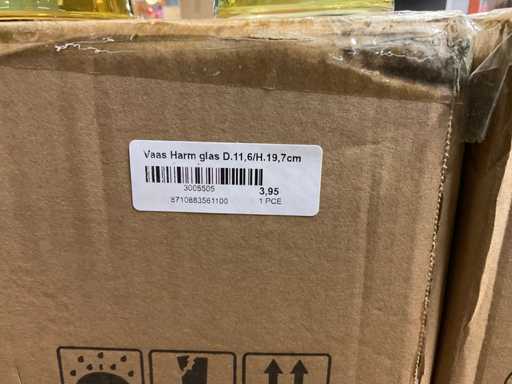 Vaas Harm glas D.11,6/H.19,7cm
3005505 3,95
8710883561100 1 PCE